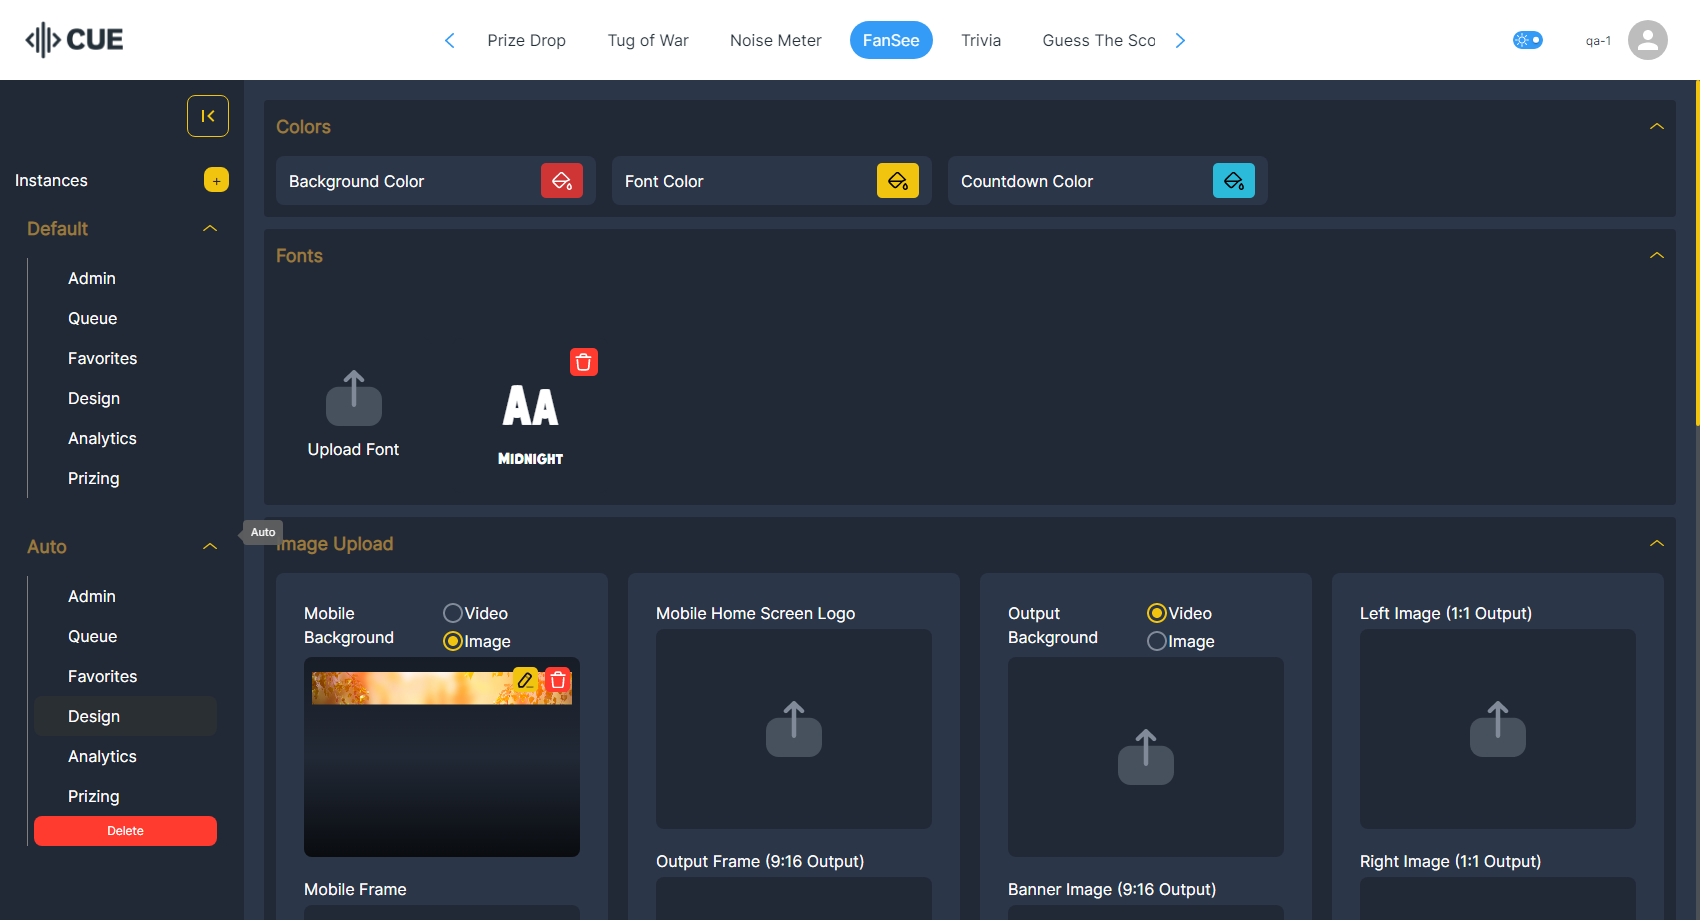 CUE
Prize Drop
Tug of War
Noise Meter
FanSee
Trivia
Guess The Sco
qa-1
Instances
+
Default
Admin
Queue
Favorites
Design
Analytics
Prizing
Auto
Admin
Queue
Favorites
Design
Analytics
Prizing
Delete
Auto
Colors
Background Color
Font Color
Countdown Color
Fonts
Upload Font
AA
MIDNIGHT
Image Upload
Mobile
Background
Video
Image
Mobile Frame
Mobile Home Screen Logo
Output Frame (9:16 Output)
Output
Background
Video
Image
Banner Image (9:16 Output)
Left Image (1:1 Output)
Right Image (1:1 Output)